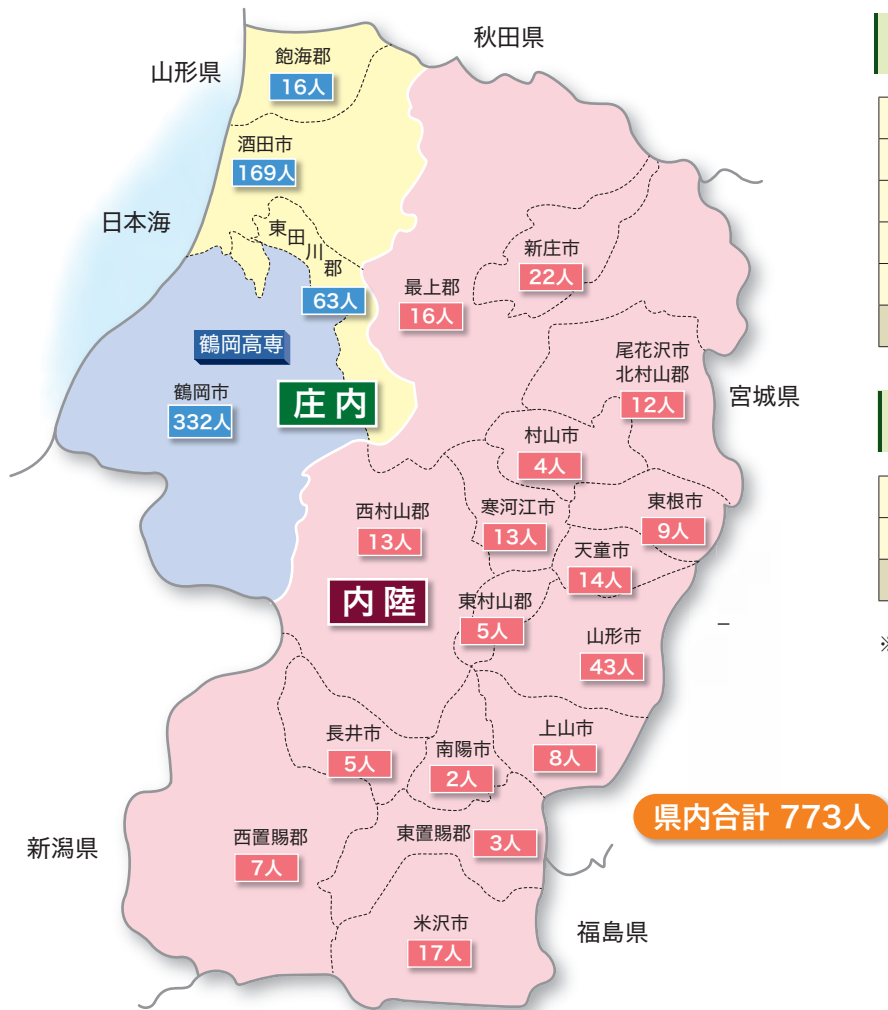 秋田県
山形県
飽海郡
16人
酒田市
169人
日本海
東田川郡
63人
新庄市
22人
最上郡
16人
鶴岡高専
尾花沢市
北村山郡
12人
宮城県
鶴岡市
332人
庄内
村山市
4人
西村山郡
13人
寒河江市
13人
東根市
9人
天童市
14人
内陸
東村山郡
5人
山形市
43人
※
長井市
5人
南陽市
2人
上山市
8人
県内合計 773人
新潟県
西置賜郡
7人
東置賜郡
3人
米沢市
17人
福島県